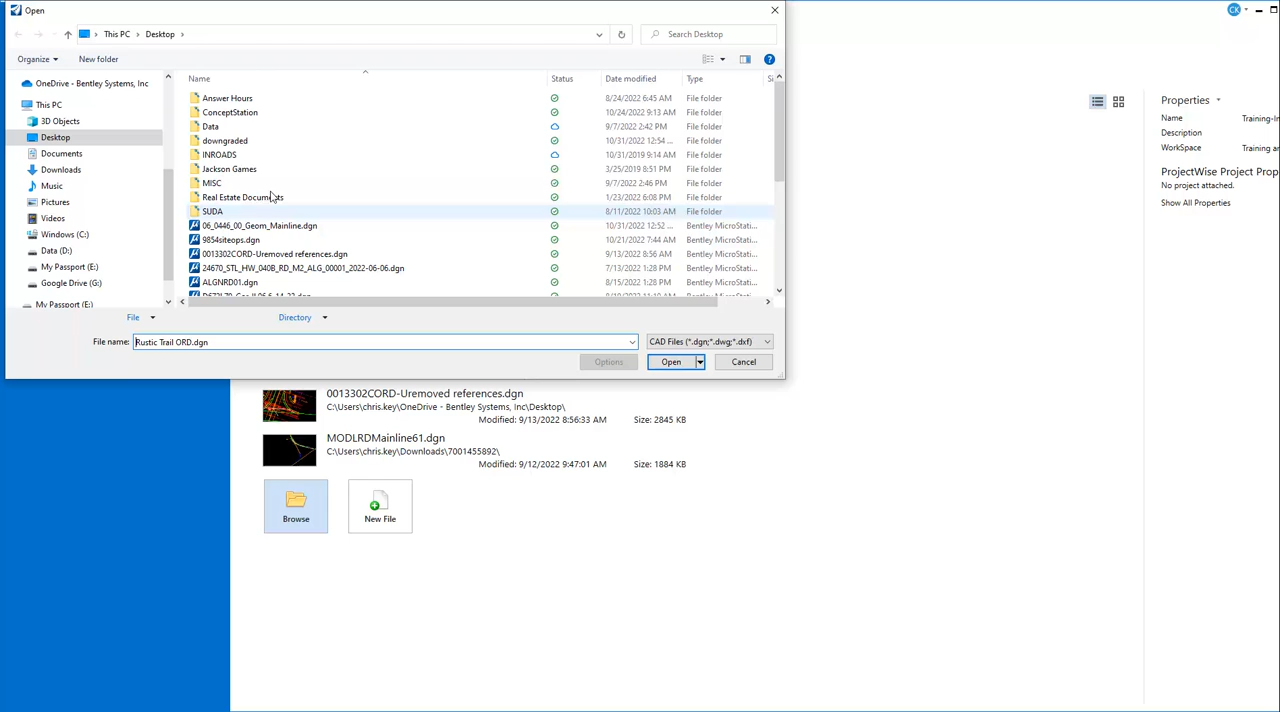 Open
CK
This PC
Desktop
Search Desktop
Organize
New folder
Name Status Date modified Type
OneDrive - Bentley Systems, Inc
This PC
3D Objects
Desktop
Documents
Downloads
Music
Pictures
Videos
Windows (C:)
Data (D:)
My Passport (E:)
Google Drive (G:)
My Passport (E:)
Answer Hours 8/24/2022 6:45 AM File folder
ConceptStation 10/24/2022 9:13 AM File folder
Data 9/7/2022 2:42 PM File folder
downgraded 10/31/2022 12:54 ... File folder
INROADS 10/31/2019 9:14 AM File folder
Jackson Games 3/25/2019 8:51 PM File folder
MISC 9/7/2022 2:46 PM File folder
Real Estate Documents 1/23/2022 6:08 PM File folder
SUDA 8/11/2022 10:03 AM File folder
06_0446_00_Geom_Mainline.dgn 10/31/2022 12:52 ... Bentley MicroStati...
9854siteops.dgn 10/21/2022 7:44 AM Bentley MicroStati...
0013302CORD-Uremoved references.dgn 9/13/2022 8:56 AM Bentley MicroStati...
24670_STL_HW_040B_RD_M2_ALG_00001_2022-06-06.dgn 7/13/2022 1:28 PM Bentley MicroStati...
ALGNRD01.dgn 8/15/2022 1:28 PM Bentley MicroStati...
File
Directory
File name: Rustic Trail ORD.dgn
CAD Files (*.dgn;*.dwg;*.dxf)
Options
Open
Cancel
0013302CORD-Uremoved references.dgn
C:\Users\chris.key\OneDrive - Bentley Systems, Inc\Desktop\
Modified: 9/13/2022 8:56:33 AM Size: 2845 KB
MODLRDMainline61.dgn
C:\Users\chris.key\Downloads\7001455892\
Modified: 9/12/2022 9:47:01 AM Size: 1884 KB
Browse
New File
Properties
Name Training-I
Description
WorkSpace Training a
ProjectWise Project Prop
No project attached.
Show All Properties